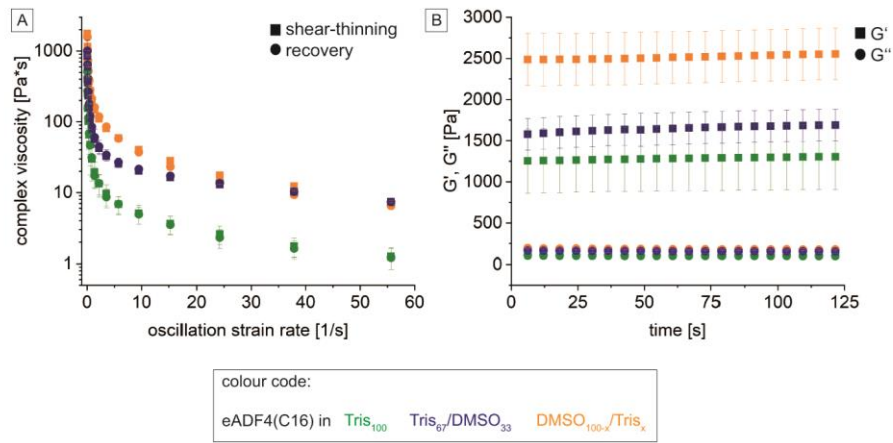 A
shear-thinning
recovery
complex viscosity [Pa*s]
1000
100
10
1
0 10 20 30 40 50 60
oscillation strain rate [1/s]
B
G‘
G‘‘
G‘, G‘‘ [Pa]
3000
2500
2000
1500
1000
500
0
0 25 50 75 100 125
time [s]
colour code:
eADF4(C16) in Tris₁₀₀ Tris₆₇/DMSO₃₃ DMSO₁₀₀₋ₓ/Trisₓ